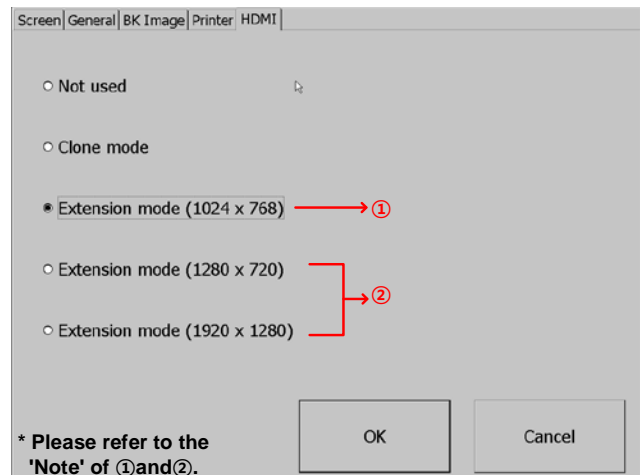 Screen General BK Image Printer HDMI
Not used
Clone mode
Extension mode (1024 x 768) ①
Extension mode (1280 x 720)
②
Extension mode (1920 x 1280)
* Please refer to the
'Note' of ①and②.
OK Cancel